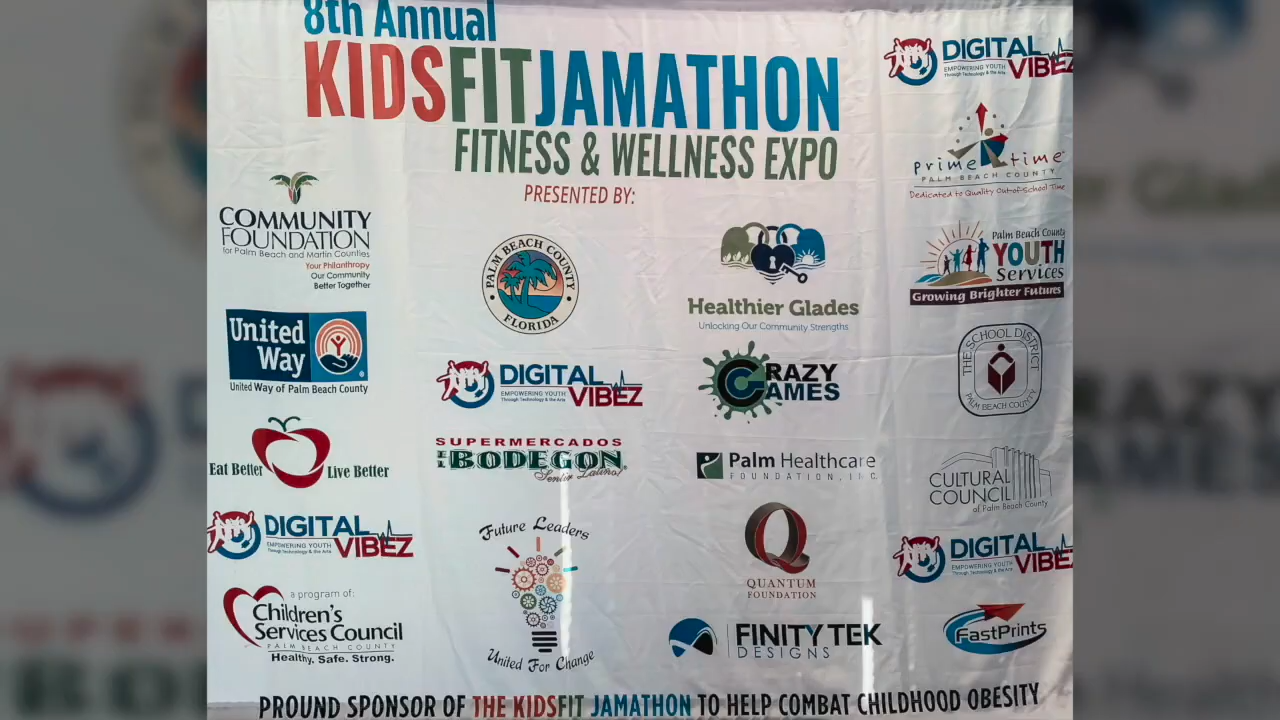 8th Annual
KIDSFITJAMATHON
FITNESS & WELLNESS EXPO
PRESENTED BY:
COMMUNITY
FOUNDATION
for Palm Beach and Martin Counties
Your Philanthropy
Our Community
Better Together
United
Way
United Way of Palm Beach County
Eat Better Live Better
DIGITAL
EMPOWERING YOUTH
Through Technology & the Arts
VIBEZ
a program of:
Children's
Services Council
PALM BEACH COUNTY
Healthy. Safe. Strong.
PALM BEACH COUNTY
FLORIDA
DIGITAL
EMPOWERING YOUTH
Through Technology & the Arts
VIBEZ
SUPERMERCADOS
EL BODEGON
Sentir Latino!
Future Leaders
United For Change
Healthier Glades
Unlocking Our Community Strengths
CRAZY
GAMES
Palm Healthcare
FOUNDATION, INC.
Q
QUANTUM
FOUNDATION
FINITY TEK
DESIGNS
DIGITAL
EMPOWERING YOUTH
Through Technology & the Arts
VIBEZ
prime time
PALM BEACH COUNTY
Dedicated to Quality Out-of-School Time
Palm Beach County
YOUTH
Services
Growing Brighter Futures
THE SCHOOL DISTRICT
PALM BEACH COUNTY
CULTURAL
COUNCIL
of Palm Beach County
DIGITAL
EMPOWERING YOUTH
Through Technology & the Arts
VIBEZ
FastPrints
PROUND SPONSOR OF THE KIDSFIT JAMATHON TO HELP COMBAT CHILDHOOD OBESITY